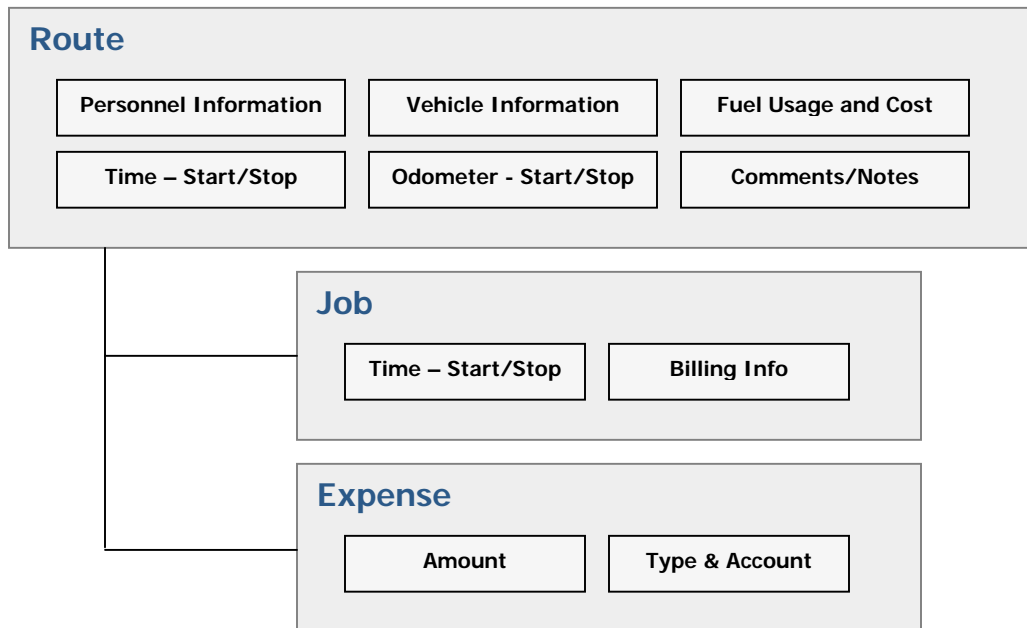 Route
Personnel Information
Vehicle Information
Fuel Usage and Cost
Time – Start/Stop
Odometer - Start/Stop
Comments/Notes
Job
Time – Start/Stop
Billing Info
Expense
Amount
Type & Account